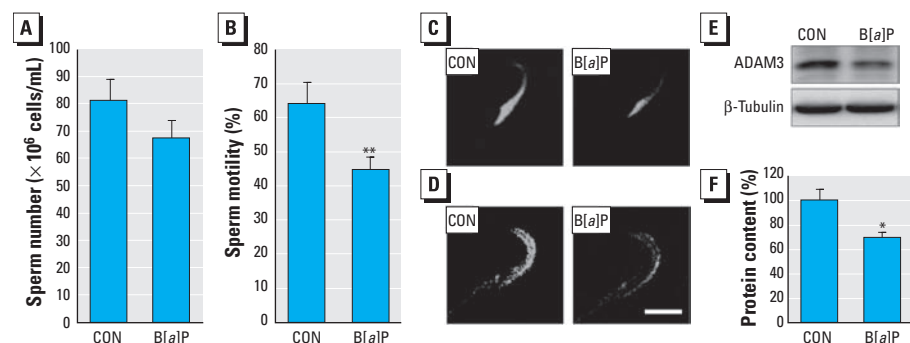 A
Sperm number (× 10⁶ cells/mL)
100
90
80
70
60
50
40
30
20
10
0
CON
B[a]P
B
Sperm motility (%)
80
70
60
50
40
30
20
10
0
**
CON
B[a]P
C
CON
B[a]P
D
CON
B[a]P
E
CON
B[a]P
ADAM3
β-Tubulin
F
Protein content (%)
120
100
80
60
40
20
0
*
CON
B[a]P